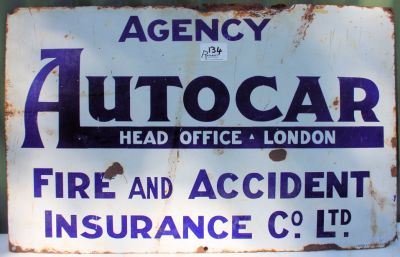 AGENCY
134
AUTOCAR
HEAD OFFICE ▲ LONDON
FIRE AND ACCIDENT
INSURANCE Co. LTD.